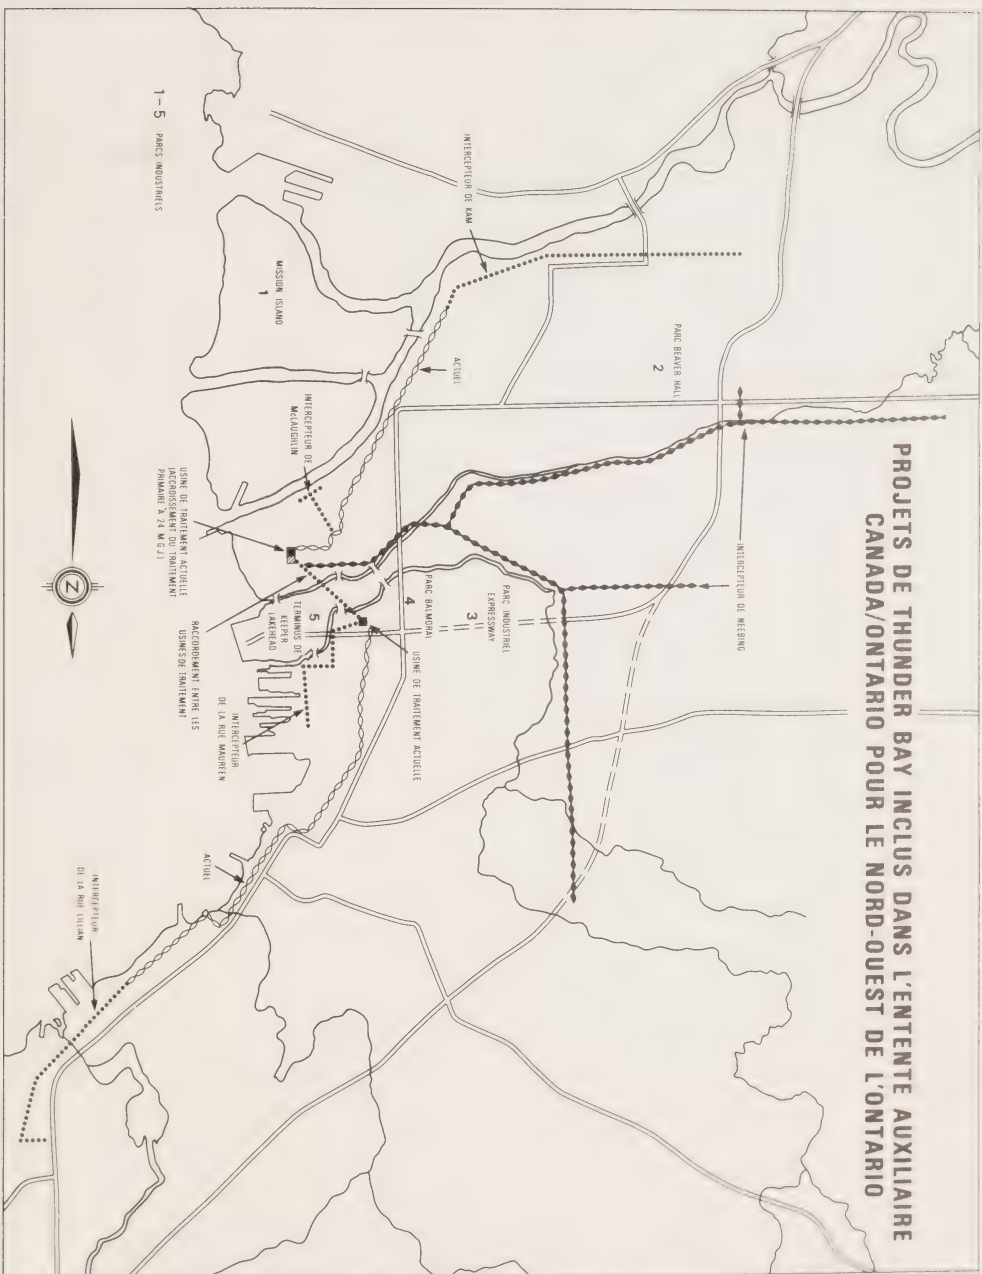 PROJETS DE THUNDER BAY INCLUS DANS L'ENTENTE AUXILIAIRE
CANADA/ONTARIO POUR LE NORD-OUEST DE L'ONTARIO
INTERCEPTEUR DE NEEBING
PARC BEAVER HALL
2
INTERCEPTEUR DE KAM
PARC INDUSTRIEL
EXPRESSWAY
3
ACTUEL
PARC BALMORAL
4
USINE DE TRAITEMENT ACTUELLE
MISSION ISLAND
1
INTERCEPTEUR DE
McLAUGHLIN
5
TERMINUS DE
KEEPER
LAKEHEAD
INTERCEPTEUR
DE LA RUE MAUREEN
ACTUEL
1-5 PARCS INDUSTRIELS
USINE DE TRAITEMENT ACTUELLE
(ACCROISSEMENT DU TRAITEMENT
PRIMAIRE À 24 M G J)
RACCORDEMENT ENTRE LES
USINES DE TRAITEMENT
INTERCEPTEUR
DE LA RUE LILLIAN
N